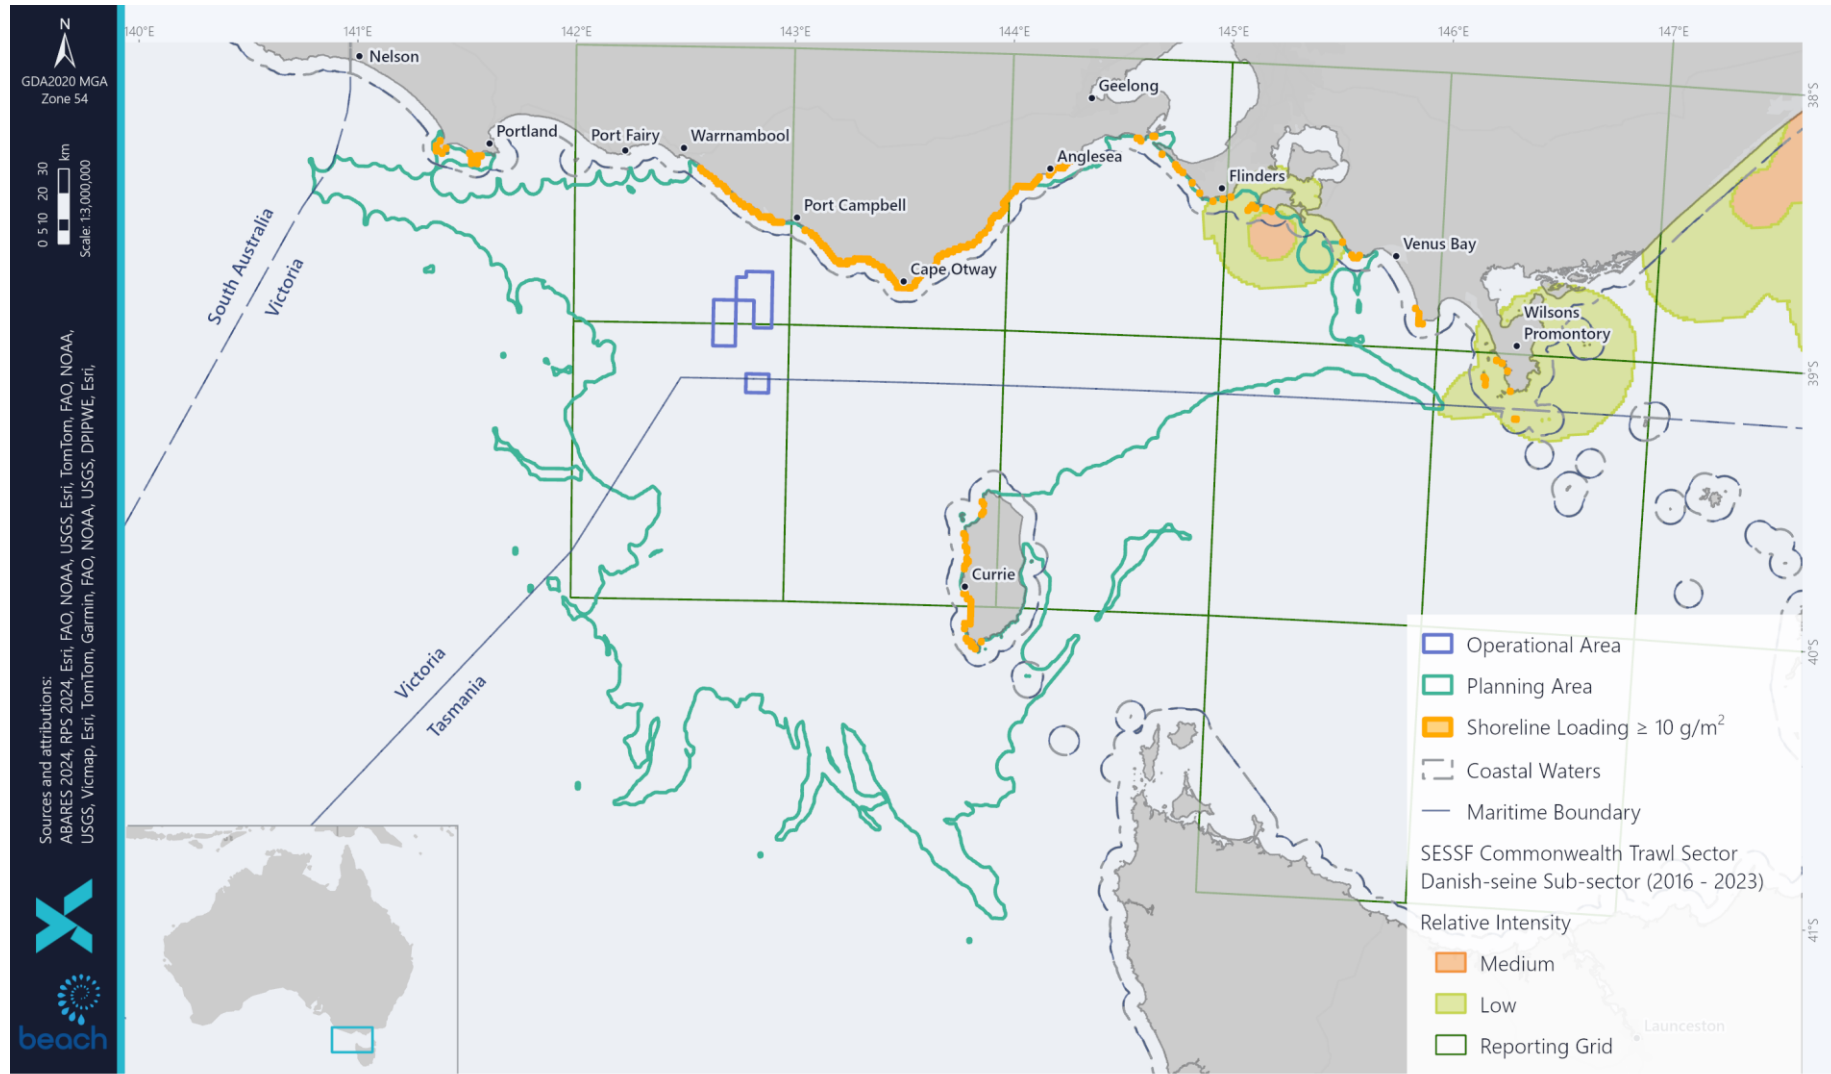 N
GDA2020 MGA
Zone 54
0 5 10 20 30
km
Scale: 1:3,000,000
Sources and attributions:
ABARES 2024, RPS 2024, Esri, FAO, NOAA, USGS, Esri, TomTom, FAO, NOAA,
USGS, Vicmap, Esri, TomTom, Garmin, FAO, NOAA, USGS, DPIPWE, Esri,
beach
140°E
141°E
142°E
143°E
144°E
145°E
146°E
147°E
38°S
39°S
40°S
41°S
Nelson
Portland
Port Fairy
Warrnambool
Geelong
Anglesea
Flinders
Port Campbell
Cape Otway
Venus Bay
Wilsons
Promontory
South Australia
Victoria
Currie
Victoria
Tasmania
Operational Area
Planning Area
Shoreline Loading ≥ 10 g/m²
Coastal Waters
Maritime Boundary
SESSF Commonwealth Trawl Sector
Danish-seine Sub-sector (2016 - 2023)
Relative Intensity
Medium
Low
Launceston
Reporting Grid